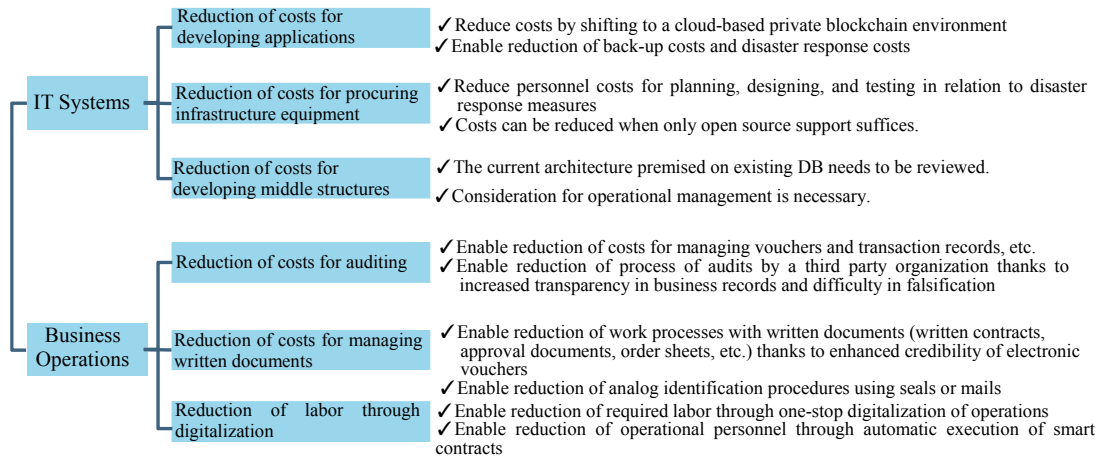 Reduction of costs for
developing applications
✓Reduce costs by shifting to a cloud-based private blockchain environment
✓Enable reduction of back-up costs and disaster response costs
IT Systems
Reduction of costs for procuring
infrastructure equipment
✓Reduce personnel costs for planning, designing, and testing in relation to disaster
response measures
✓Costs can be reduced when only open source support suffices.
Reduction of costs for
developing middle structures
✓The current architecture premised on existing DB needs to be reviewed.
✓Consideration for operational management is necessary.
Reduction of costs for auditing
✓Enable reduction of costs for managing vouchers and transaction records, etc.
✓Enable reduction of process of audits by a third party organization thanks to
increased transparency in business records and difficulty in falsification
Business
Operations
Reduction of costs for managing
written documents
✓Enable reduction of work processes with written documents (written contracts,
approval documents, order sheets, etc.) thanks to enhanced credibility of electronic
vouchers
✓Enable reduction of analog identification procedures using seals or mails
Reduction of labor through
digitalization
✓Enable reduction of required labor through one-stop digitalization of operations
✓Enable reduction of operational personnel through automatic execution of smart
contracts